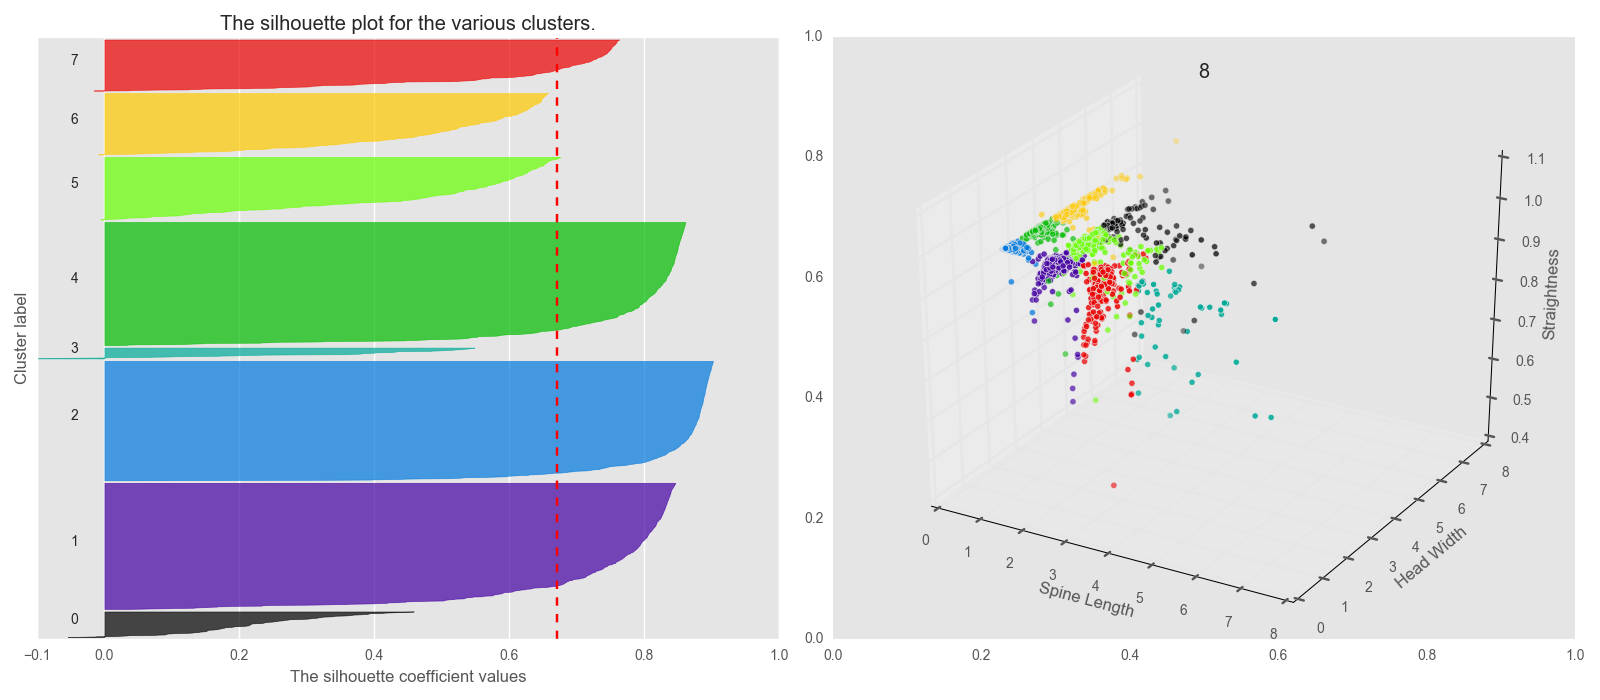 The silhouette plot for the various clusters.
7
6
5
4
3
2
1
0
Cluster label
−0.1 0.0 0.2 0.4 0.6 0.8 1.0
The silhouette coefficient values
8
1.0
0.8
0.6
0.4
0.2
0.0
0.0 0.2 0.4 0.6 0.8 1.0
1.1
1.0
0.9
0.8
0.7
0.6
0.5
0.4
Straightness
0 1 2 3 4 5 6 7 8
Spine Length
0 1 2 3 4 5 6 7 8
Head Width